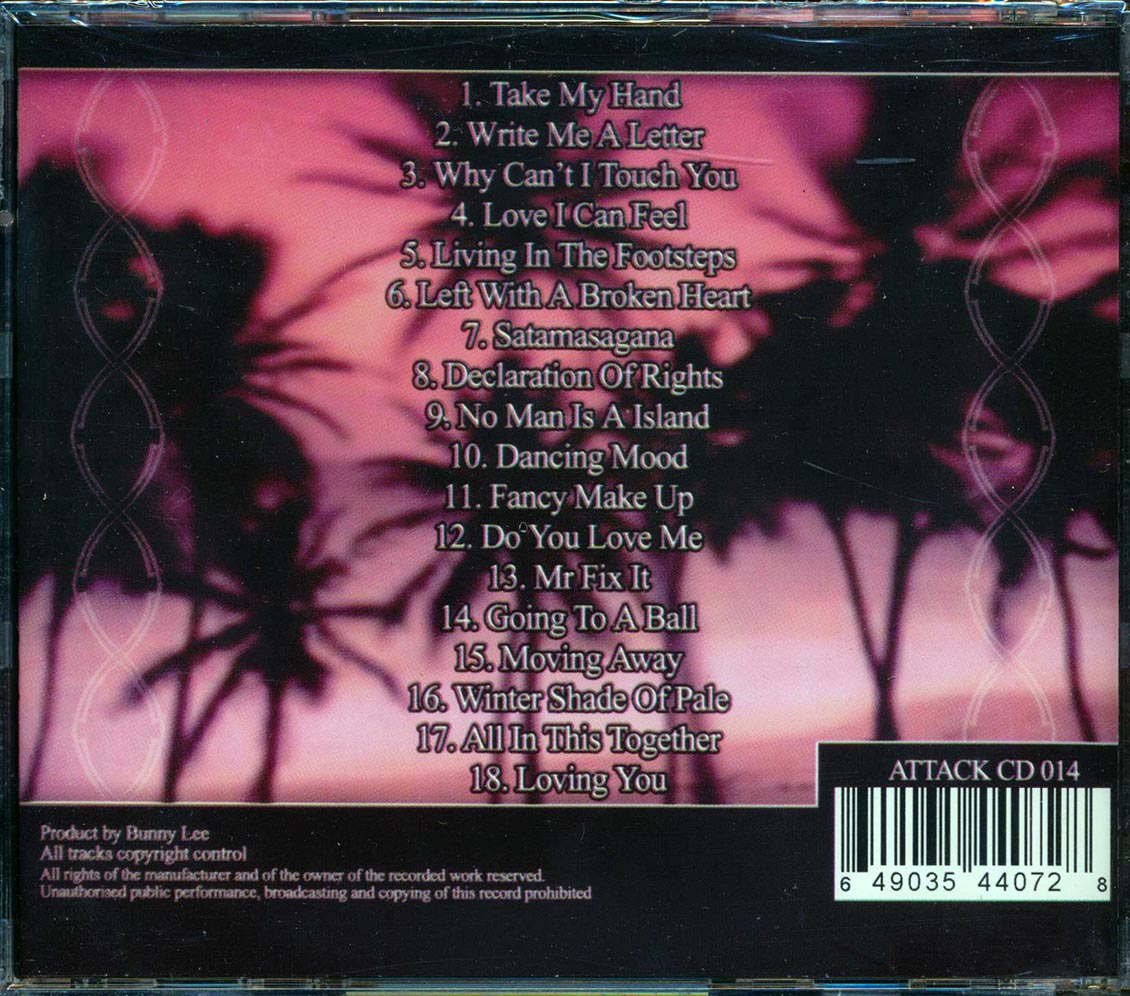 1. Take My Hand
2. Write Me A Letter
3. Why Can't I Touch You
4. Love I Can Feel
5. Living In The Footsteps
6. Left With A Broken Heart
7. Satamasagana
8. Declaration Of Rights
9. No Man Is A Island
10. Dancing Mood
11. Fancy Make Up
12. Do You Love Me
13. Mr Fix It
14. Going To A Ball
15. Moving Away
16. Winter Shade Of Pale
17. All In This Together
18. Loving You
ATTACK CD 014
6 49035 44072 8
Product by Bunny Lee
All tracks copyright control
All rights of the manufacturer and of the owner of the recorded work reserved.
Unauthorised public performance, broadcasting and copying of this record prohibited